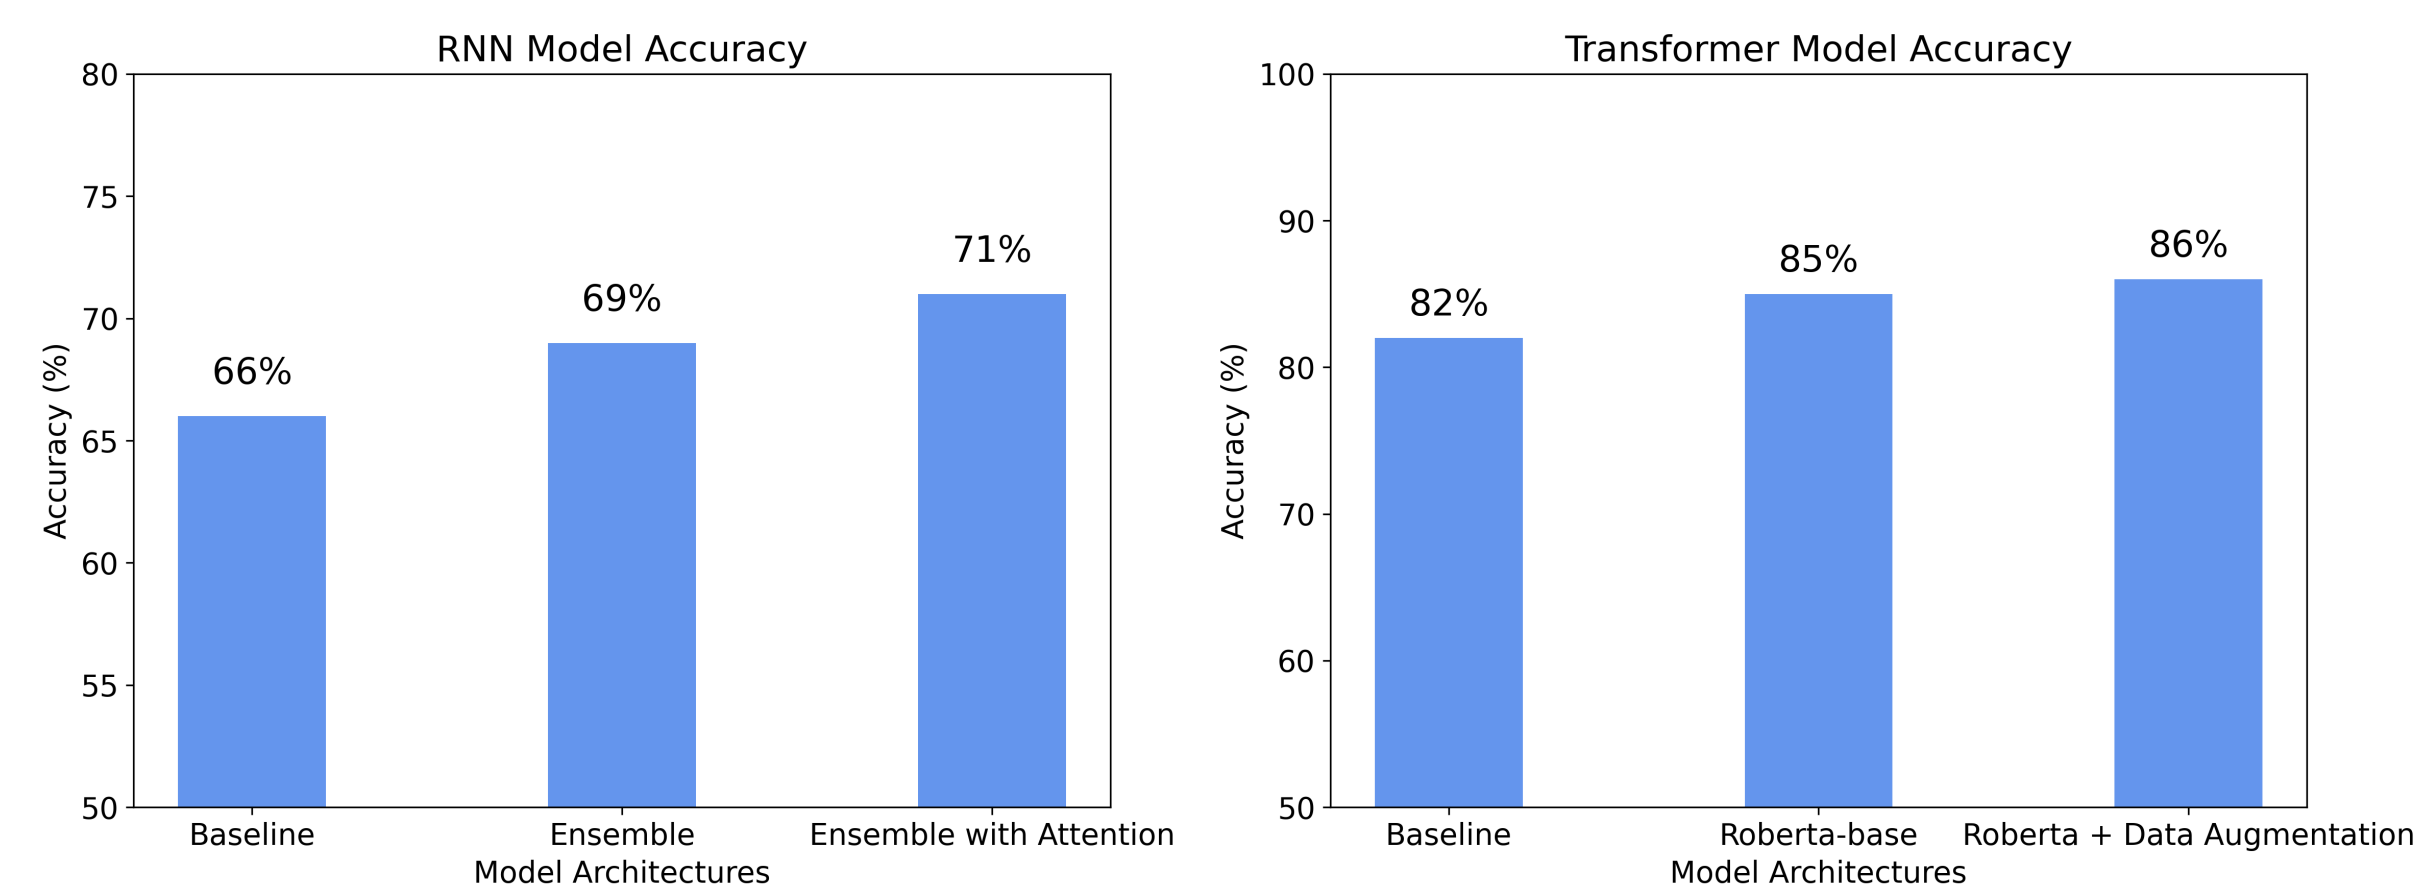 RNN Model Accuracy
80
75
70
65
60
55
50
Accuracy (%)
66%
69%
71%
Baseline
Ensemble
Ensemble with Attention
Model Architectures
Transformer Model Accuracy
100
90
80
70
60
50
Accuracy (%)
82%
85%
86%
Baseline
Roberta-base
Roberta + Data Augmentation
Model Architectures